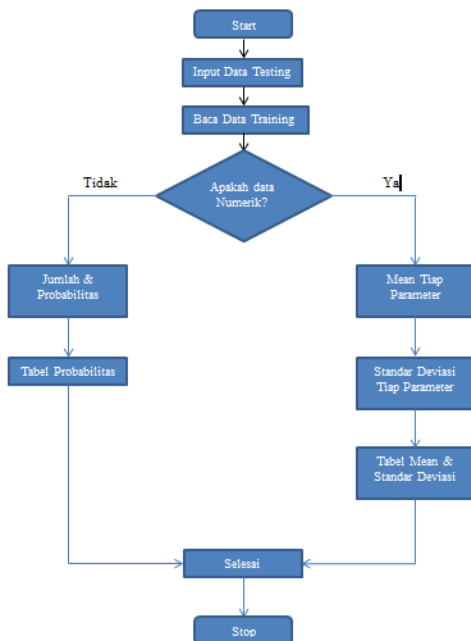 Start
Input Data Testing
Baca Data Training
Apakah data
Numerik?
Tidak
Ya
Jumlah &
Probabilitas
Tabel Probabilitas
Mean Tiap
Parameter
Standar Deviasi
Tiap Parameter
Tabel Mean &
Standar Deviasi
Selesai
Stop